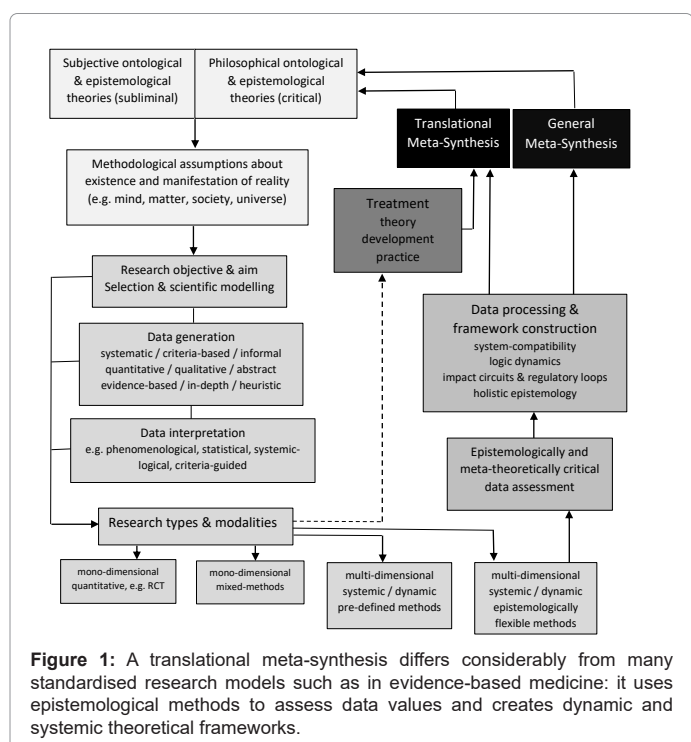 Subjective ontological
& epistemological
theories (subliminal)
Philosophical ontological
& epistemological
theories (critical)
Translational
Meta-Synthesis
General
Meta-Synthesis
Methodological assumptions about
existence and manifestation of reality
(e.g. mind, matter, society, universe)
Treatment
theory
development
practice
Research objective & aim
Selection & scientific modelling
Data generation
systematic / criteria-based / informal
quantitative / qualitative / abstract
evidence-based / in-depth / heuristic
Data interpretation
e.g. phenomenological, statistical, systemic-
logical, criteria-guided
Data processing &
framework construction
system-compatibility
logic dynamics
impact circuits & regulatory loops
holistic epistemology
Epistemologically and
meta-theoretically critical
data assessment
Research types & modalities
mono-dimensional
quantitative, e.g. RCT
mono-dimensional
mixed-methods
multi-dimensional
systemic / dynamic
pre-defined methods
multi-dimensional
systemic / dynamic
epistemologically
flexible methods
Figure 1: A translational meta-synthesis differs considerably from many
standardised research models such as in evidence-based medicine: it uses
epistemological methods to assess data values and creates dynamic and
systemic theoretical frameworks.